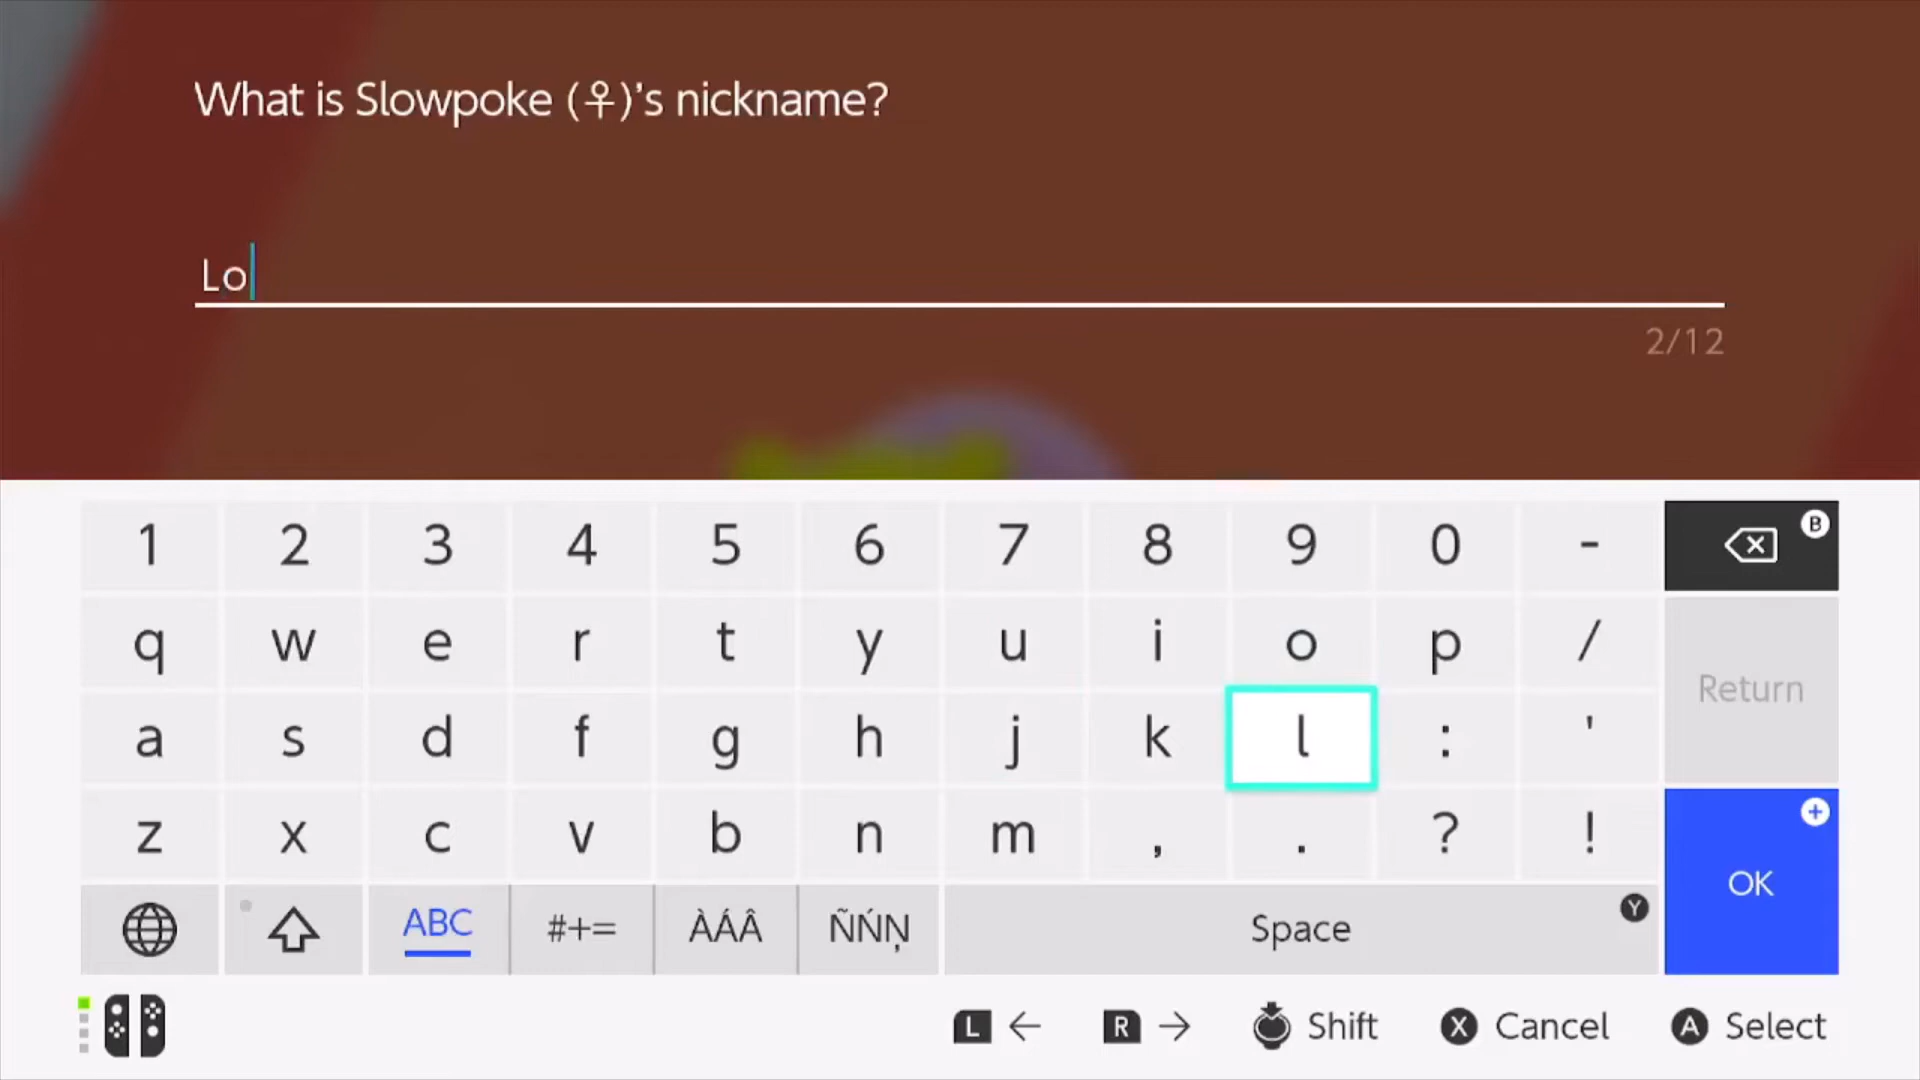 What is Slowpoke (♀)'s nickname?
Lo
2/12
1 2 3 4 5 6 7 8 9 0 - B
q w e r t y u i o p / Return
a s d f g h j k l : '
z x c v b n m , . ? ! + OK
ABC #+= ÀÁÂ ÑŃŅ Space Y
L ← R → Shift X Cancel A Select